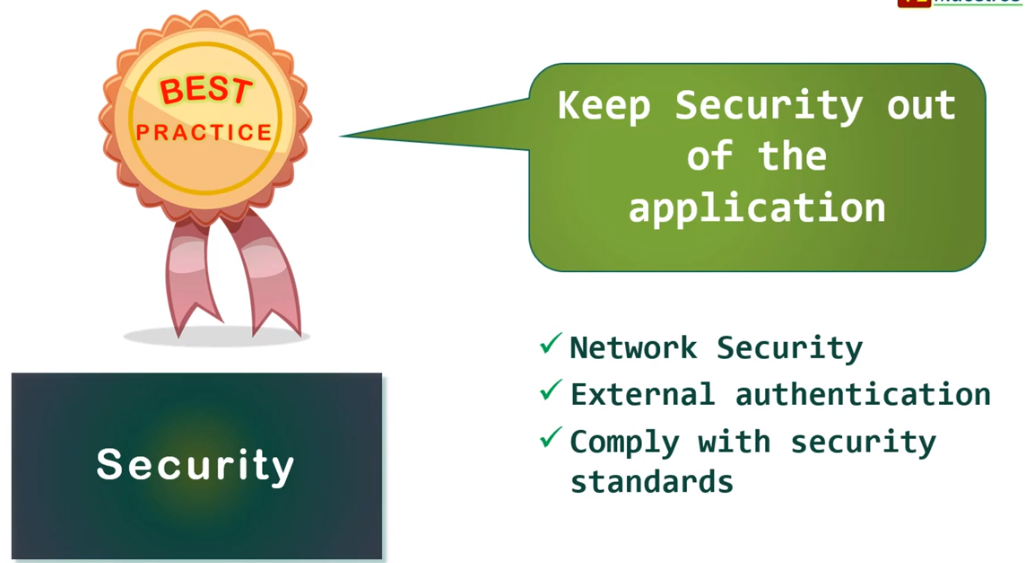 BEST
PRACTICE
Keep Security out
of the
application
Network Security
External authentication
Comply with security
standards
Security